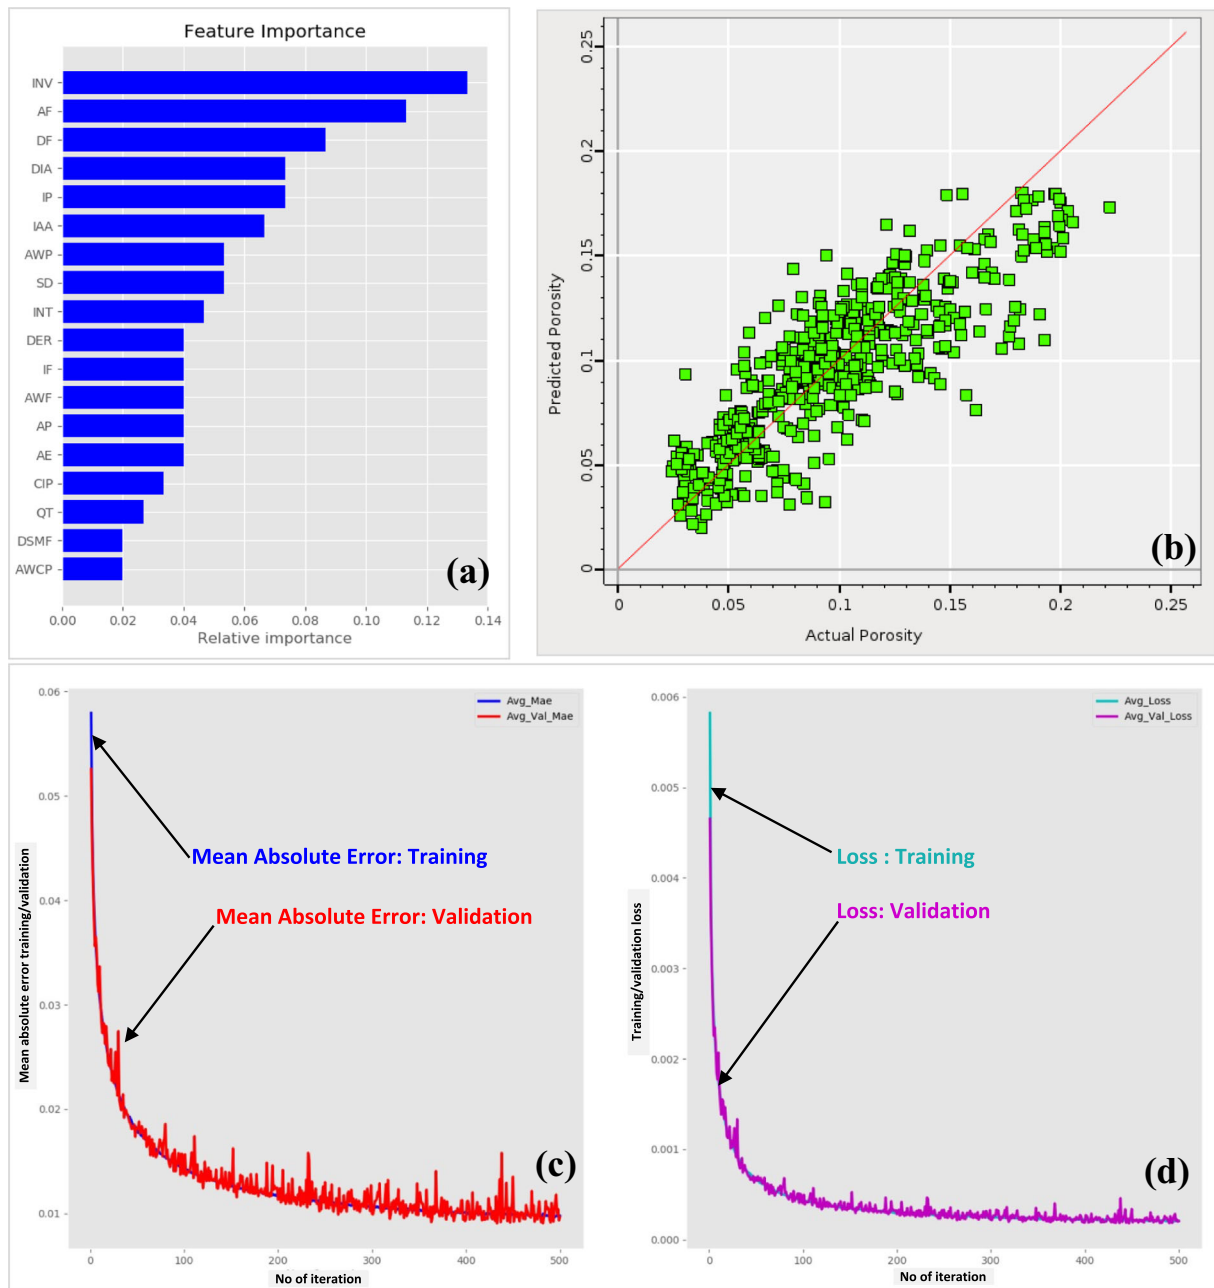 Feature Importance
INV
AF
DF
DIA
IP
IAA
AWP
SD
INT
DER
IF
AWF
AP
AE
CIP
QT
DSMF
AWCP
0.00 0.02 0.04 0.06 0.08 0.10 0.12 0.14
Relative importance
(a)
0.25
0.2
0.15
0.1
0.05
0
Predicted Porosity
0 0.05 0.1 0.15 0.2 0.25
Actual Porosity
(b)
0.06
0.05
0.04
0.03
0.02
0.01
Mean absolute error training/validation
Avg_Mae
Avg_Val_Mae
Mean Absolute Error: Training
Mean Absolute Error: Validation
(c)
0 100 200 300 400 500
No of iteration
0.006
0.005
0.004
0.003
0.002
0.001
0.000
Training/validation loss
Avg_Loss
Avg_Val_Loss
Loss : Training
Loss: Validation
(d)
0 100 200 300 400 500
No of iteration